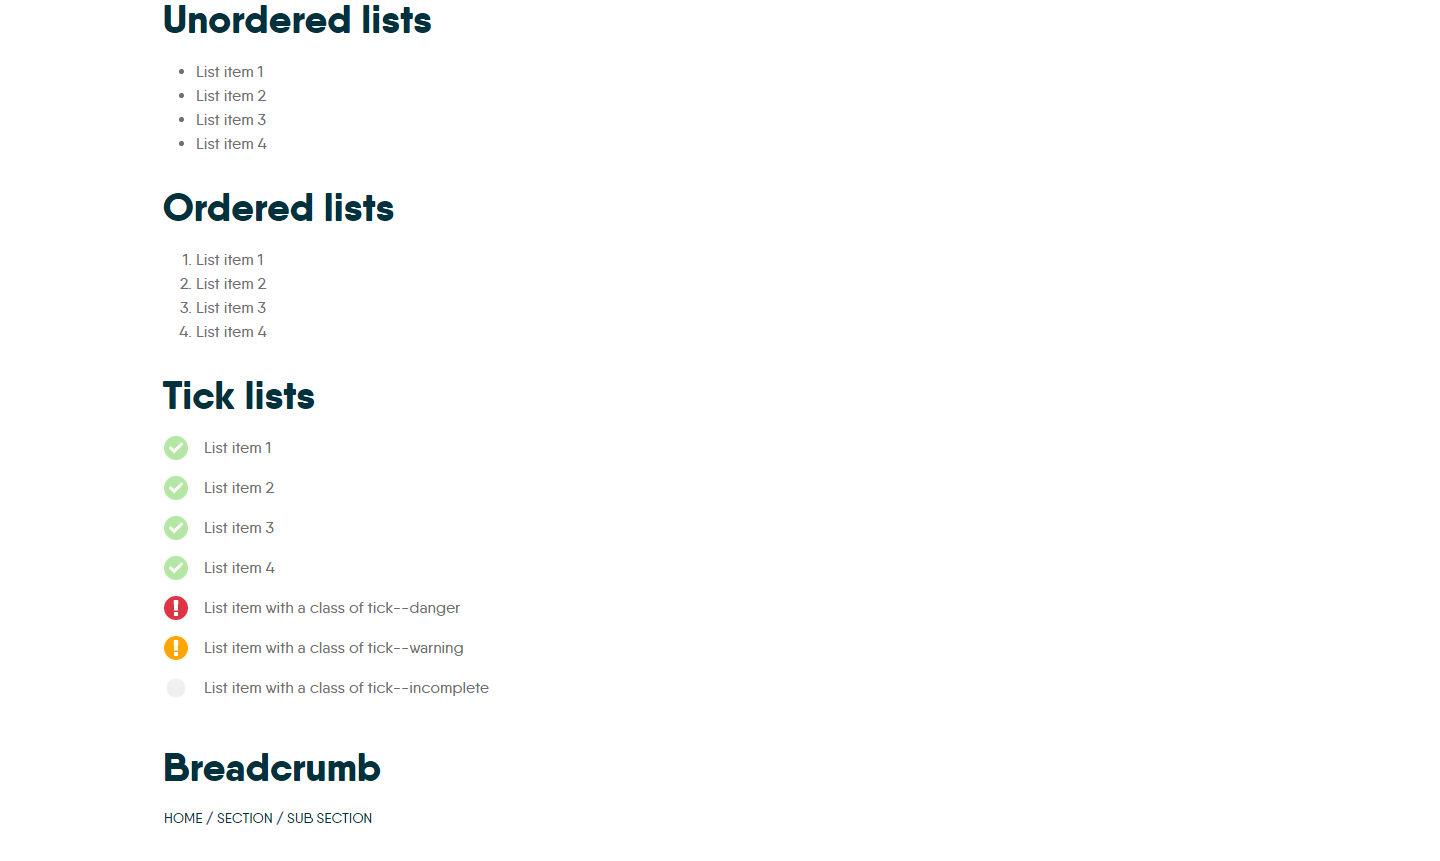 Unordered lists
• List item 1
• List item 2
• List item 3
• List item 4
Ordered lists
1. List item 1
2. List item 2
3. List item 3
4. List item 4
Tick lists
List item 1
List item 2
List item 3
List item 4
List item with a class of tick--danger
List item with a class of tick--warning
List item with a class of tick--incomplete
Breadcrumb
HOME / SECTION / SUB SECTION